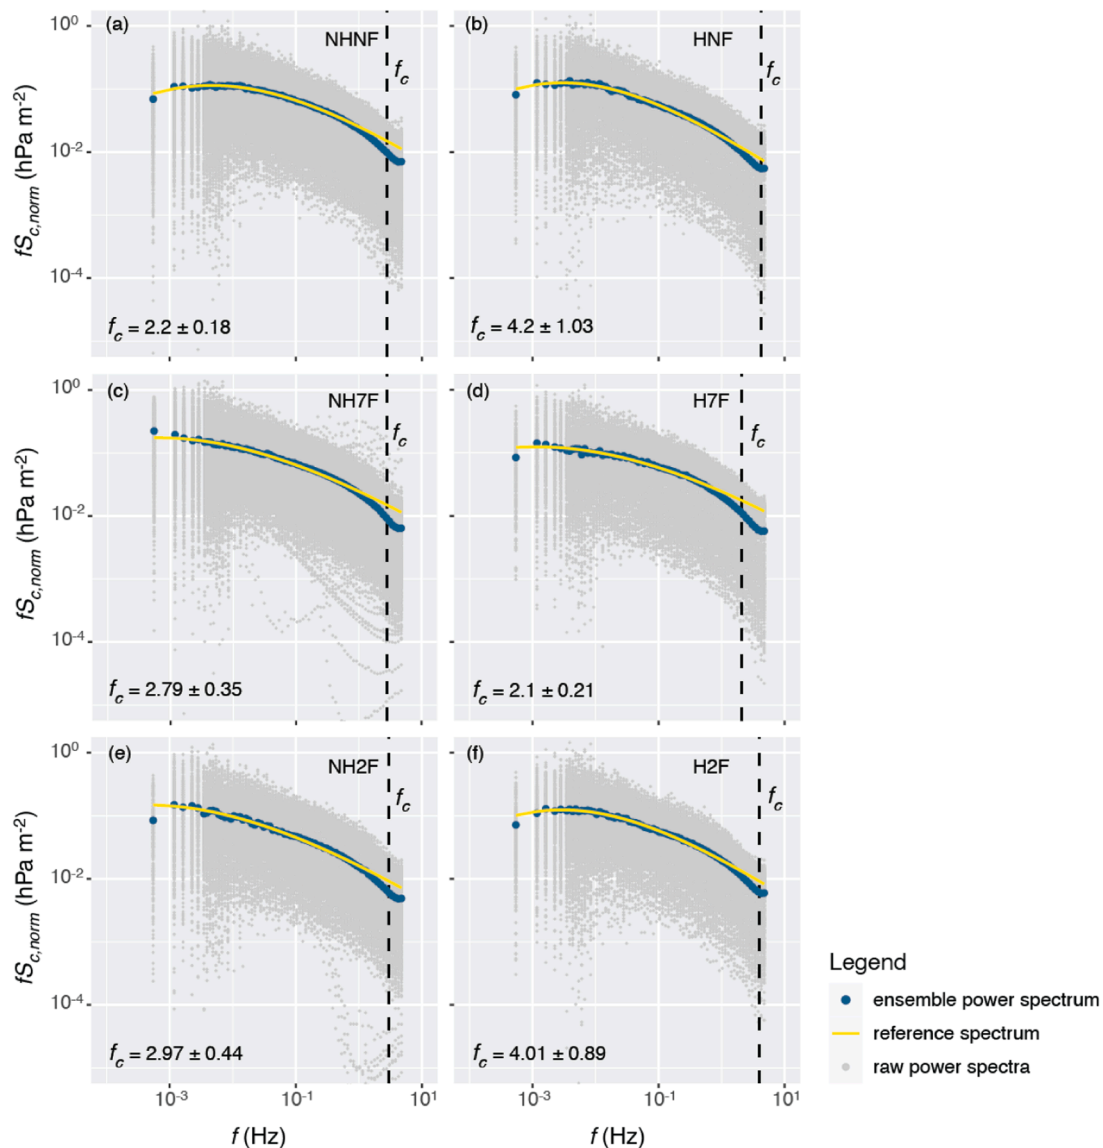 (a) NHNF
(b) HNF
f_c
f_c
10^0
10^-2
10^-4
fS_c,norm (hPa m^-2)
f_c = 2.2 ± 0.18
f_c = 4.2 ± 1.03
(c) NH7F
(d) H7F
f_c
f_c
10^0
10^-2
10^-4
fS_c,norm (hPa m^-2)
f_c = 2.79 ± 0.35
f_c = 2.1 ± 0.21
(e) NH2F
(f) H2F
f_c
f_c
10^0
10^-2
10^-4
fS_c,norm (hPa m^-2)
f_c = 2.97 ± 0.44
f_c = 4.01 ± 0.89
10^-3 10^-1 10^1
10^-3 10^-1 10^1
f (Hz)
f (Hz)
Legend
ensemble power spectrum
reference spectrum
raw power spectra